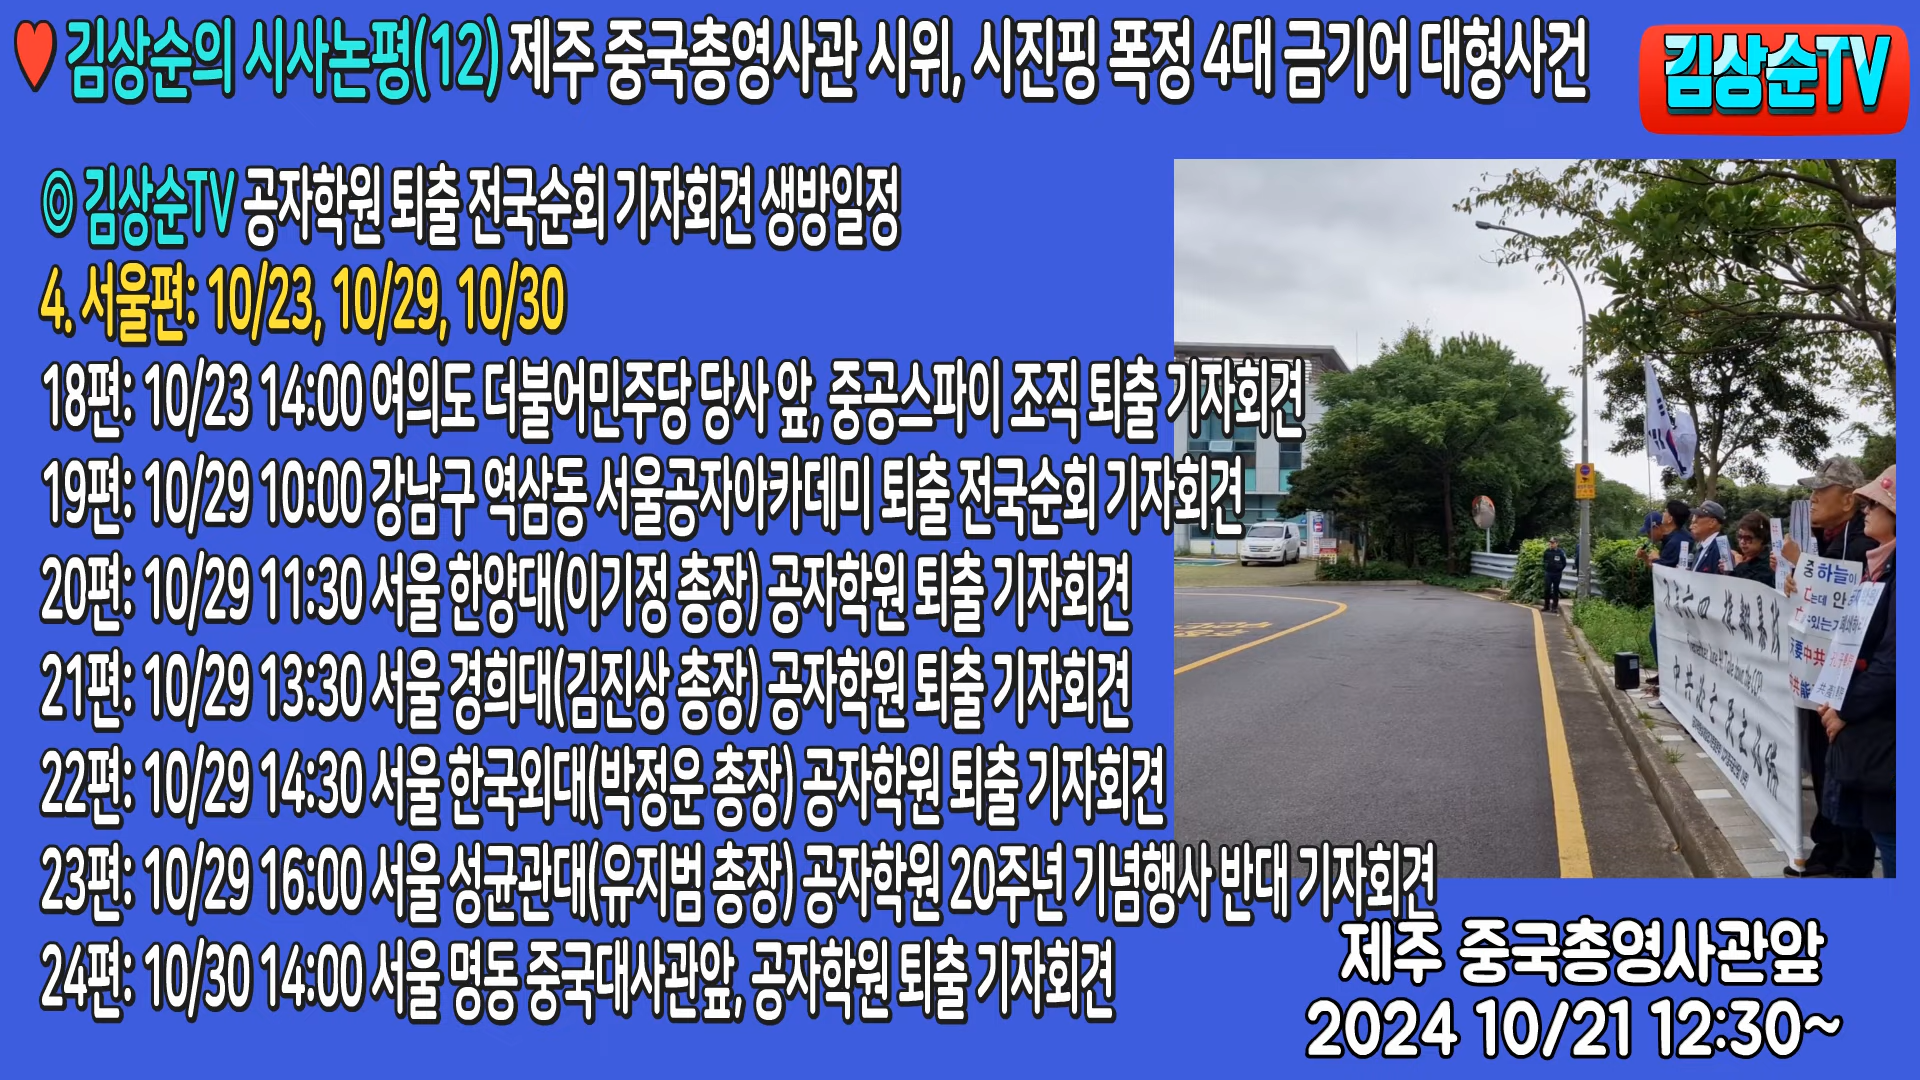 ♥ 김상순의 시사논평(12) 제주 중국총영사관 시위, 시진핑 폭정 4대 금기어 대형사건
김상순TV
◎ 김상순TV 공자학원 퇴출 전국순회 기자회견 생방일정
4. 서울편: 10/23, 10/29, 10/30
18편: 10/23 14:00 여의도 더불어민주당 당사 앞, 중공스파이 조직 퇴출 기자회견
19편: 10/29 10:00 강남구 역삼동 서울공자아카데미 퇴출 전국순회 기자회견
20편: 10/29 11:30 서울 한양대(이기정 총장) 공자학원 퇴출 기자회견
21편: 10/29 13:30 서울 경희대(김진상 총장) 공자학원 퇴출 기자회견
22편: 10/29 14:30 서울 한국외대(박정운 총장) 공자학원 퇴출 기자회견
23편: 10/29 16:00 서울 성균관대(유지범 총장) 공자학원 20주년 기념행사 반대 기자회견
24편: 10/30 14:00 서울 명동 중국대사관앞, 공자학원 퇴출 기자회견
중 하늘이
는데 안
要中共
中共
제주 중국총영사관앞
2024 10/21 12:30~